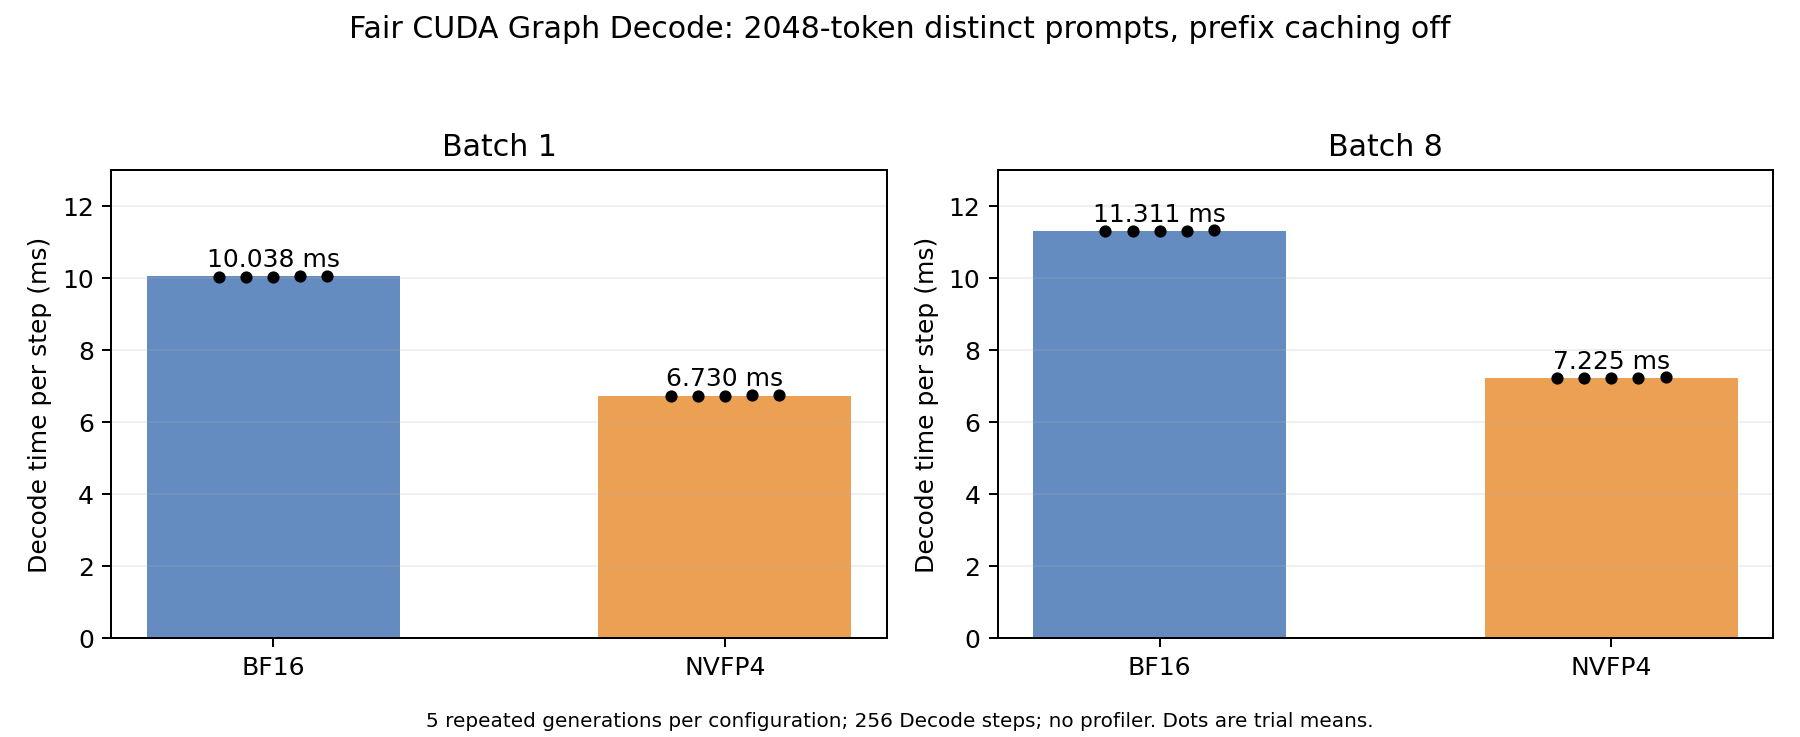 Fair CUDA Graph Decode: 2048-token distinct prompts, prefix caching off
Batch 1
Decode time per step (ms)
12
10
8
6
4
2
0
10.038 ms
6.730 ms
BF16
NVFP4
Batch 8
Decode time per step (ms)
12
10
8
6
4
2
0
11.311 ms
7.225 ms
BF16
NVFP4
5 repeated generations per configuration; 256 Decode steps; no profiler. Dots are trial means.